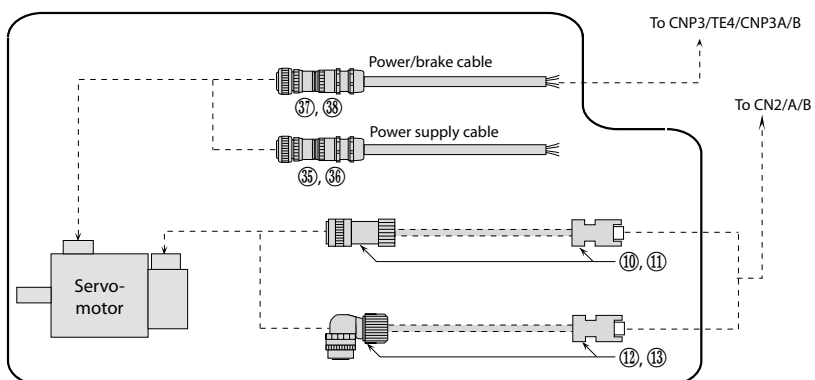 To CNP3/TE4/CNP3A/B
Power/brake cable
㊲, ㊳
To CN2/A/B
Power supply cable
㉟, ㊱
⑩, ⑪
Servo-
motor
⑫, ⑬